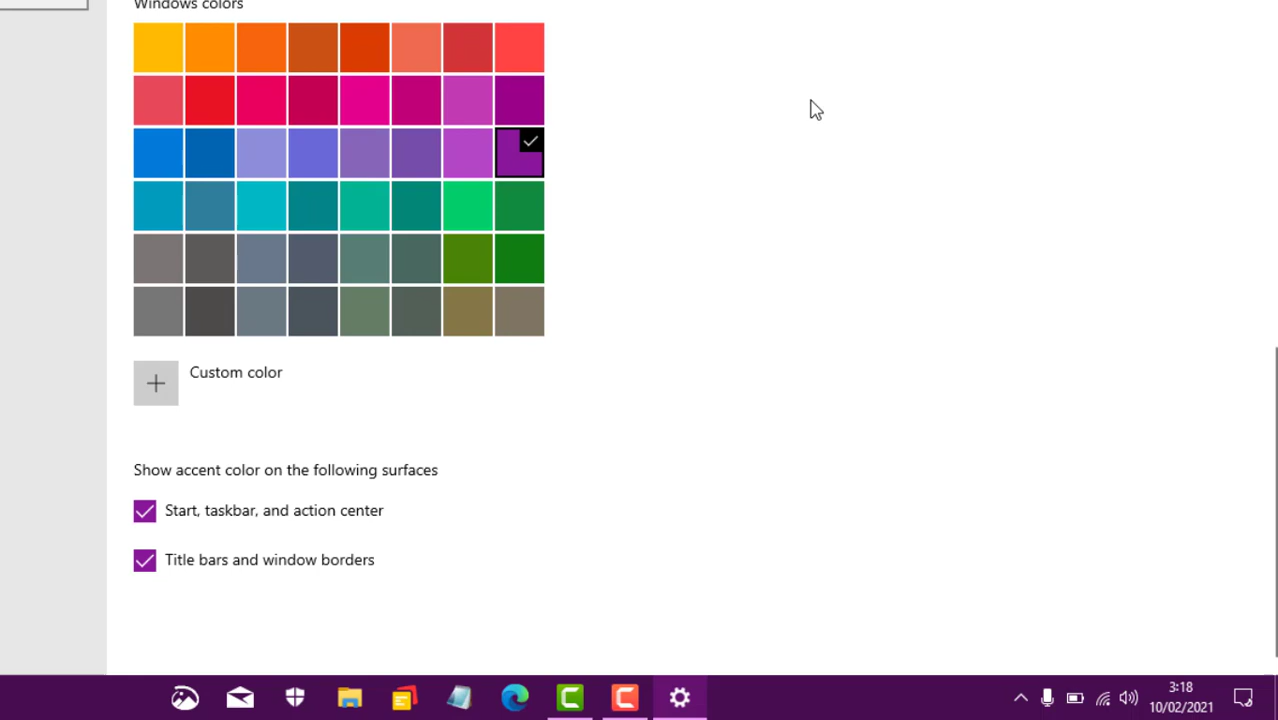 Windows colors
Custom color
Show accent color on the following surfaces
Start, taskbar, and action center
Title bars and window borders
3:18
10/02/2021